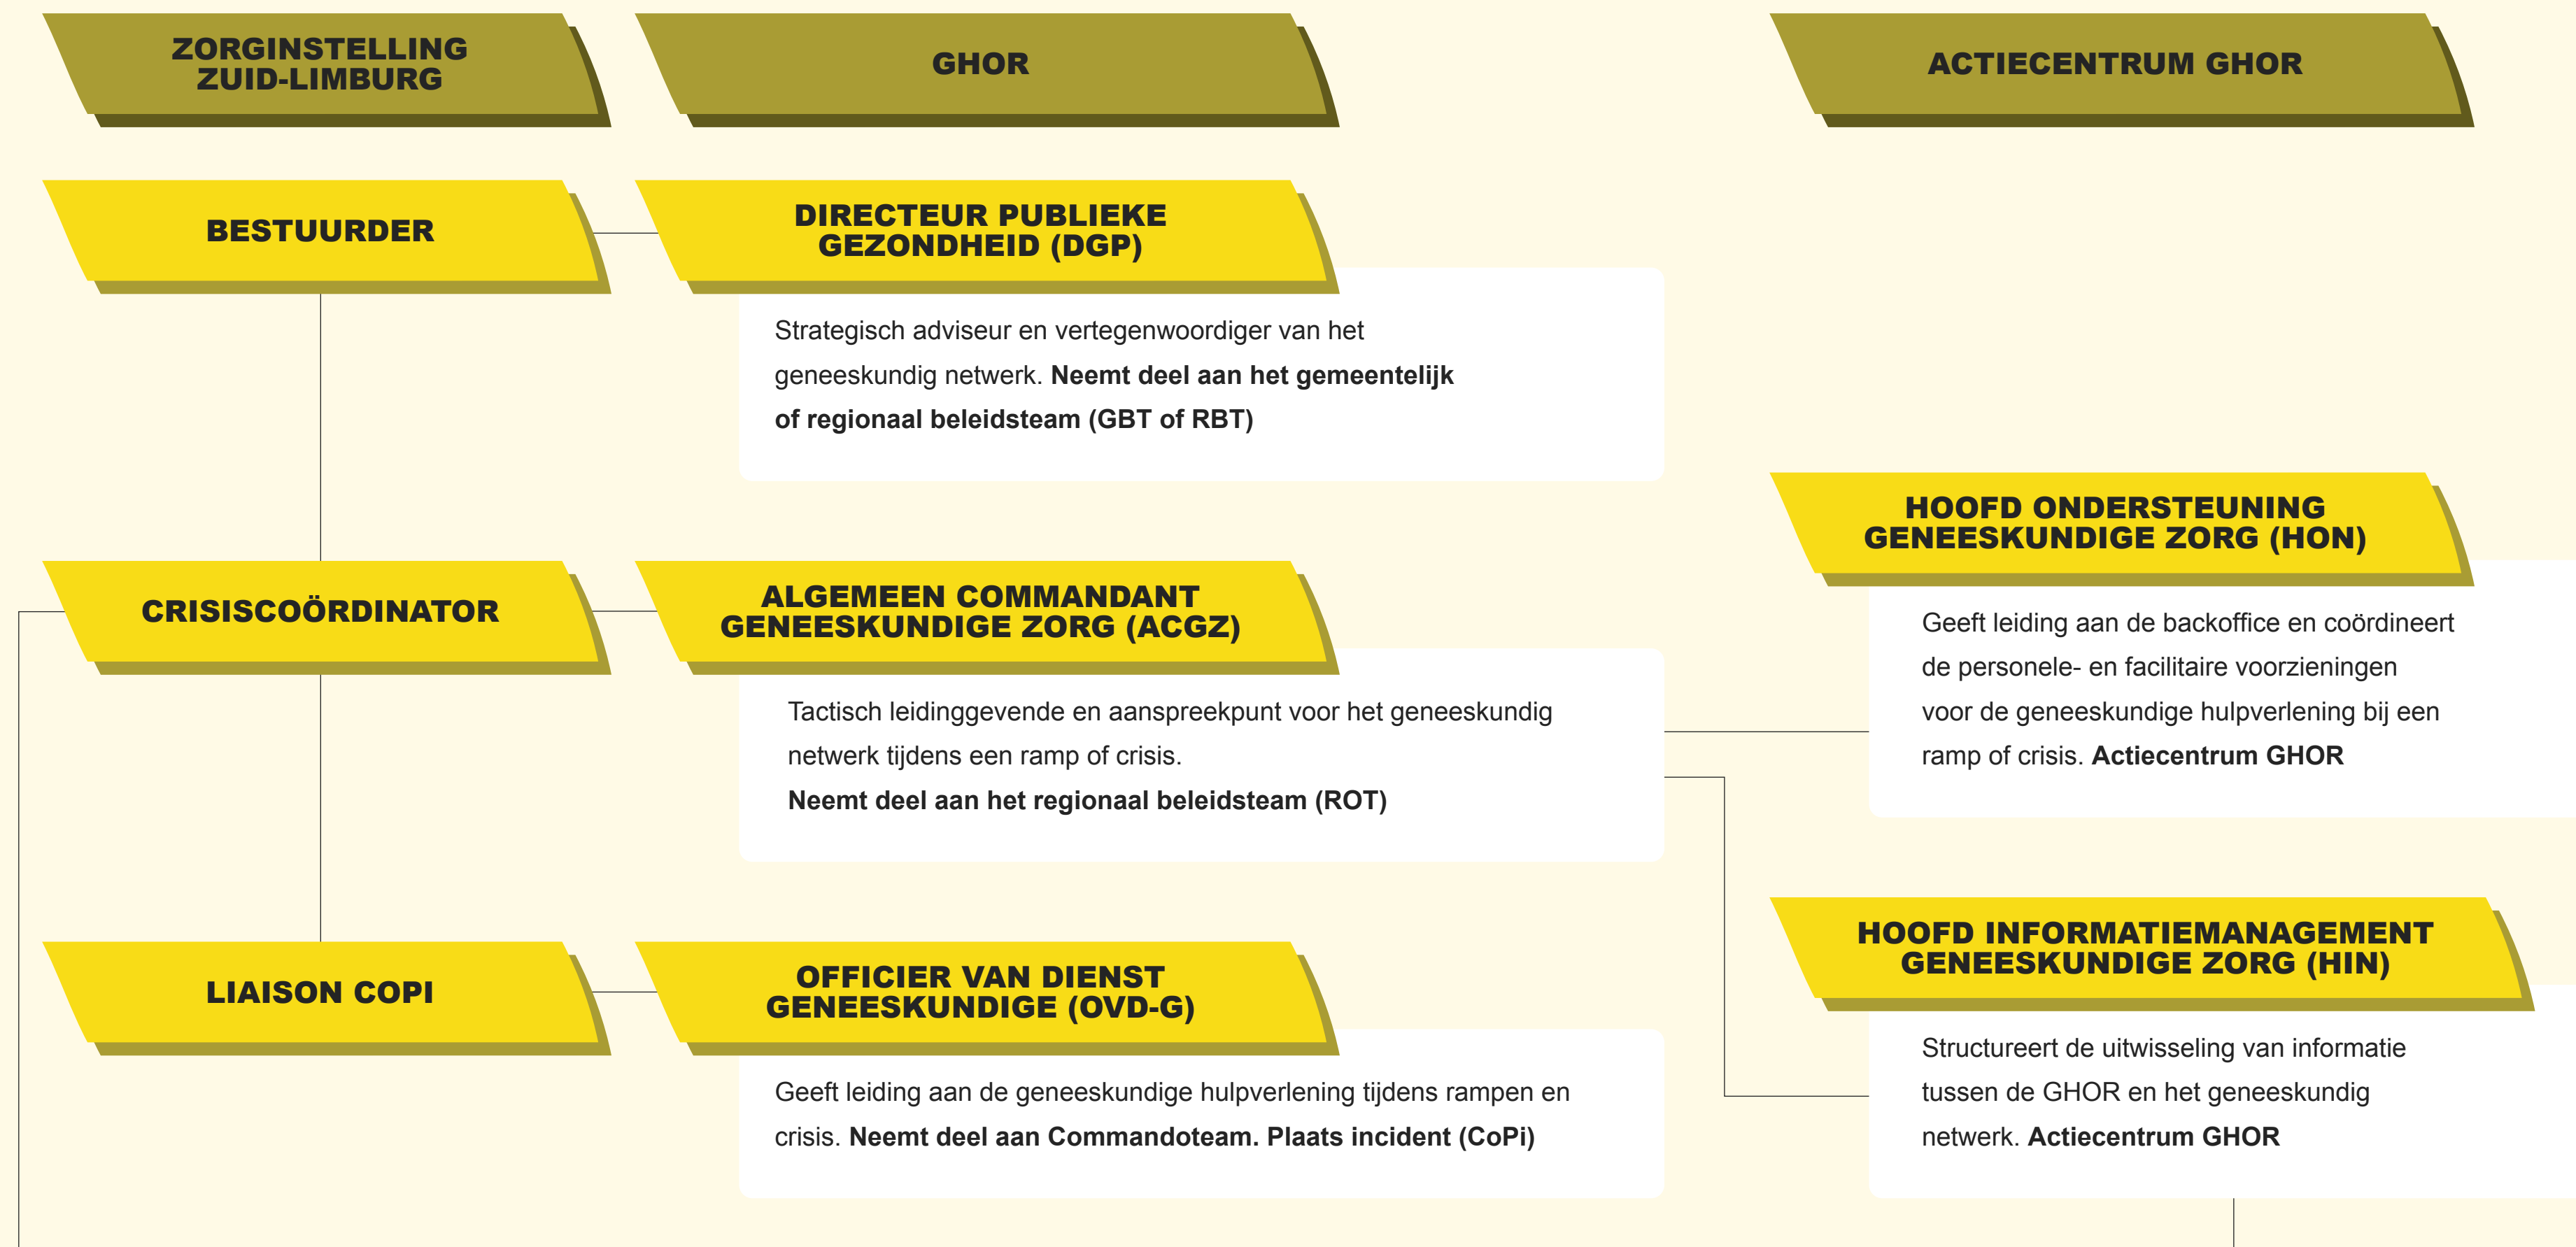 ZORGINSTELLING
ZUID-LIMBURG
GHOR
ACTIECENTRUM GHOR
BESTUURDER
DIRECTEUR PUBLIEKE
GEZONDHEID (DGP)
Strategisch adviseur en vertegenwoordiger van het
geneeskundig netwerk. Neemt deel aan het gemeentelijk
of regionaal beleidsteam (GBT of RBT)
HOOFD ONDERSTEUNING
GENEESKUNDIGE ZORG (HON)
Geeft leiding aan de backoffice en coördineert
de personele- en facilitaire voorzieningen
voor de geneeskundige hulpverlening bij een
ramp of crisis. Actiecentrum GHOR
CRISISCOÖRDINATOR
ALGEMEEN COMMANDANT
GENEESKUNDIGE ZORG (ACGZ)
Tactisch leidinggevende en aanspreekpunt voor het geneeskundig
netwerk tijdens een ramp of crisis.
Neemt deel aan het regionaal beleidsteam (ROT)
HOOFD INFORMATIEMANAGEMENT
GENEESKUNDIGE ZORG (HIN)
Structureert de uitwisseling van informatie
tussen de GHOR en het geneeskundig
netwerk. Actiecentrum GHOR
LIAISON COPI
OFFICIER VAN DIENST
GENEESKUNDIGE (OVD-G)
Geeft leiding aan de geneeskundige hulpverlening tijdens rampen en
crisis. Neemt deel aan Commandoteam. Plaats incident (CoPi)